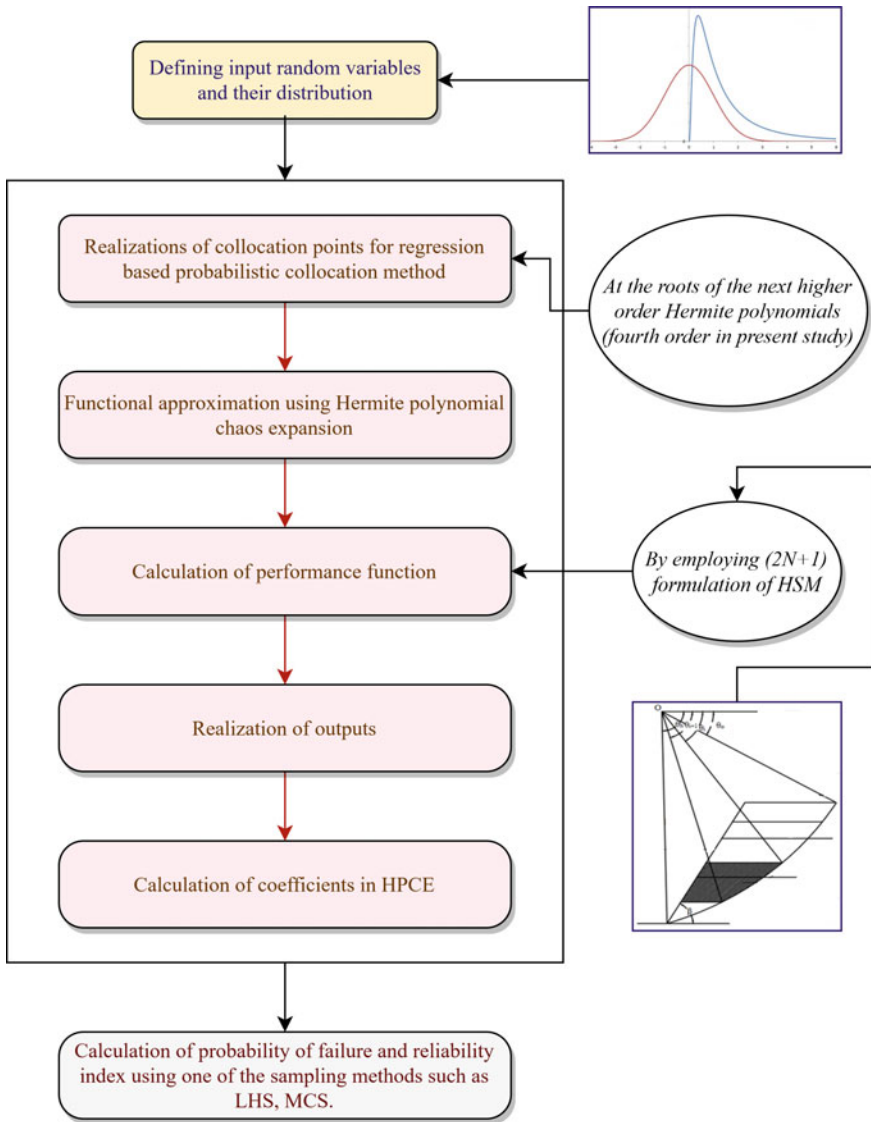 Defining input random variables
and their distribution
Realizations of collocation points for regression
based probabilistic collocation method
At the roots of the next higher
order Hermite polynomials
(fourth order in present study)
Functional approximation using Hermite polynomial
chaos expansion
Calculation of performance function
By employing (2N+1)
formulation of HSM
Realization of outputs
O
Calculation of coefficients in HPCE
β
Calculation of probability of failure and reliability
index using one of the sampling methods such as
LHS, MCS.